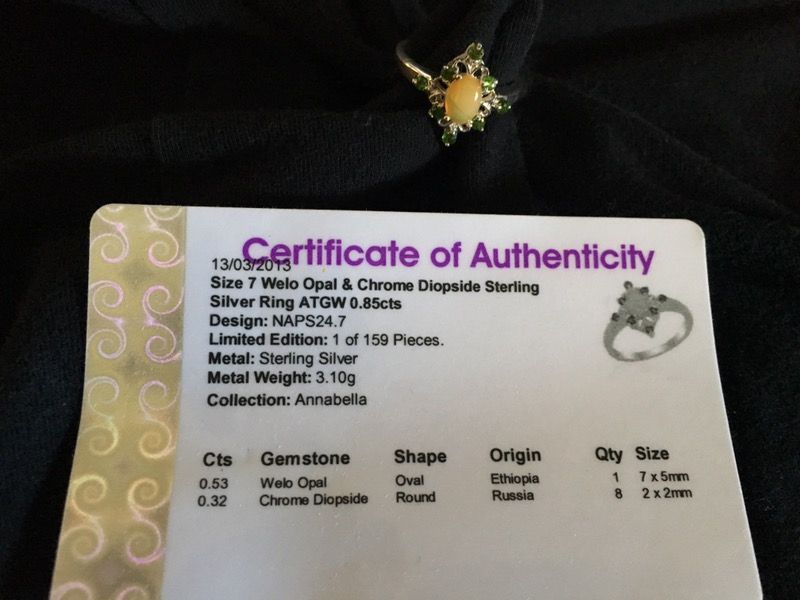 Certificate of Authenticity
13/03/2013
Size 7 Welo Opal & Chrome Diopside Sterling
Silver Ring ATGW 0.85cts
Design: NAPS24.7
Limited Edition: 1 of 159 Pieces.
Metal: Sterling Silver
Metal Weight: 3.10g
Collection: Annabella
Cts Gemstone Shape Origin Qty Size
0.53 Welo Opal Oval Ethiopia 1 7 x 5mm
0.32 Chrome Diopside Round Russia 8 2 x 2mm